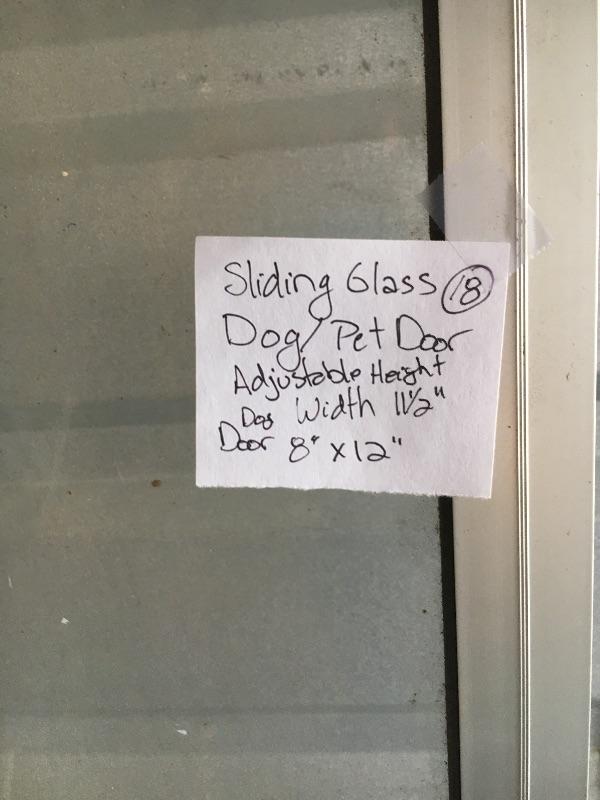 Sliding Glass 18
Dog/Pet Door
Adjustable Height
Width 11½"
Dog
Door 8" x 12"